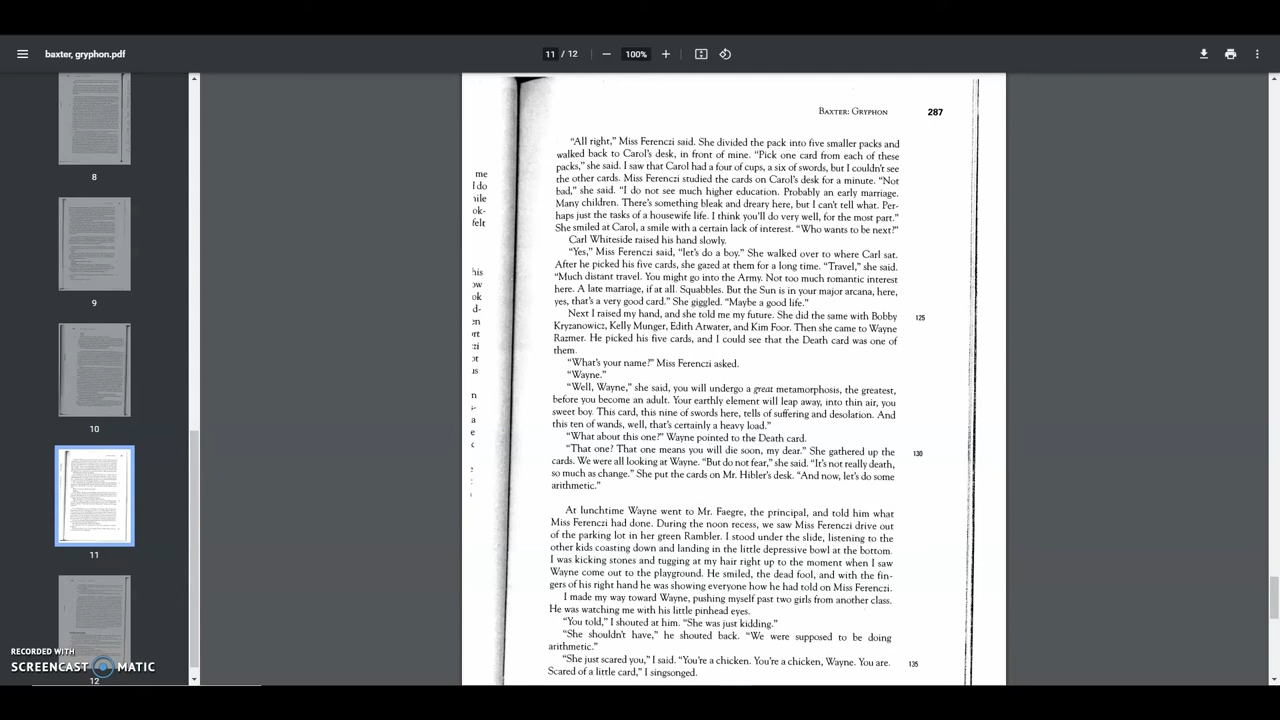 baxter, gryphon.pdf
11 / 12
100%
8
9
10
11
12
RECORDED WITH
SCREENCAST MATIC
me
I do
hile
ok-
felt
his
ow
ok
d-
en
ort
zi
ot
us
n
s-
a
e
k
BAXTER: GRYPHON 287
“All right,” Miss Ferenczi said. She divided the pack into five smaller packs and
walked back to Carol’s desk, in front of mine. “Pick one card from each of these
packs,” she said. I saw that Carol had a four of cups, a six of swords, but I couldn’t see
the other cards. Miss Ferenczi studied the cards on Carol’s desk for a minute. “Not
bad,” she said. “I do not see much higher education. Probably an early marriage.
Many children. There’s something bleak and dreary here, but I can’t tell what. Per-
haps just the tasks of a housewife life. I think you’ll do very well, for the most part.”
She smiled at Carol, a smile with a certain lack of interest. “Who wants to be next?”
Carl Whiteside raised his hand slowly.
“Yes,” Miss Ferenczi said, “let’s do a boy.” She walked over to where Carl sat.
After he picked his five cards, she gazed at them for a long time. “Travel,” she said.
“Much distant travel. You might go into the Army. Not too much romantic interest
here. A late marriage, if at all. Squabbles. But the Sun is in your major arcana, here,
yes, that’s a very good card.” She giggled. “Maybe a good life.”
Next I raised my hand, and she told me my future. She did the same with Bobby 125
Kryzanowicz, Kelly Munger, Edith Atwater, and Kim Foor. Then she came to Wayne
Razmer. He picked his five cards, and I could see that the Death card was one of
them.
“What’s your name?” Miss Ferenczi asked.
“Wayne.”
“Well, Wayne,” she said, you will undergo a great metamorphosis, the greatest,
before you become an adult. Your earthly element will leap away, into thin air, you
sweet boy. This card, this nine of swords here, tells of suffering and desolation. And
this ten of wands, well, that’s certainly a heavy load.”
“What about this one?” Wayne pointed to the Death card.
“That one? That one means you will die soon, my dear.” She gathered up the 130
cards. We were all looking at Wayne. “But do not fear,” she said. “It’s not really death,
so much as change.” She put the cards on Mr. Hibler’s desk. “And now, let’s do some
arithmetic.”
At lunchtime Wayne went to Mr. Faegre, the principal, and told him what
Miss Ferenczi had done. During the noon recess, we saw Miss Ferenczi drive out
of the parking lot in her green Rambler. I stood under the slide, listening to the
other kids coasting down and landing in the little depressive bowl at the bottom.
I was kicking stones and tugging at my hair right up to the moment when I saw
Wayne come out to the playground. He smiled, the dead fool, and with the fin-
gers of his right hand he was showing everyone how he had told on Miss Ferenczi.
I made my way toward Wayne, pushing myself past two girls from another class.
He was watching me with his little pinhead eyes.
“You told,” I shouted at him. “She was just kidding.”
“She shouldn’t have,” he shouted back. “We were supposed to be doing
arithmetic.”
“She just scared you,” I said. “You’re a chicken. You’re a chicken, Wayne. You are. 135
Scared of a little card,” I singsonged.